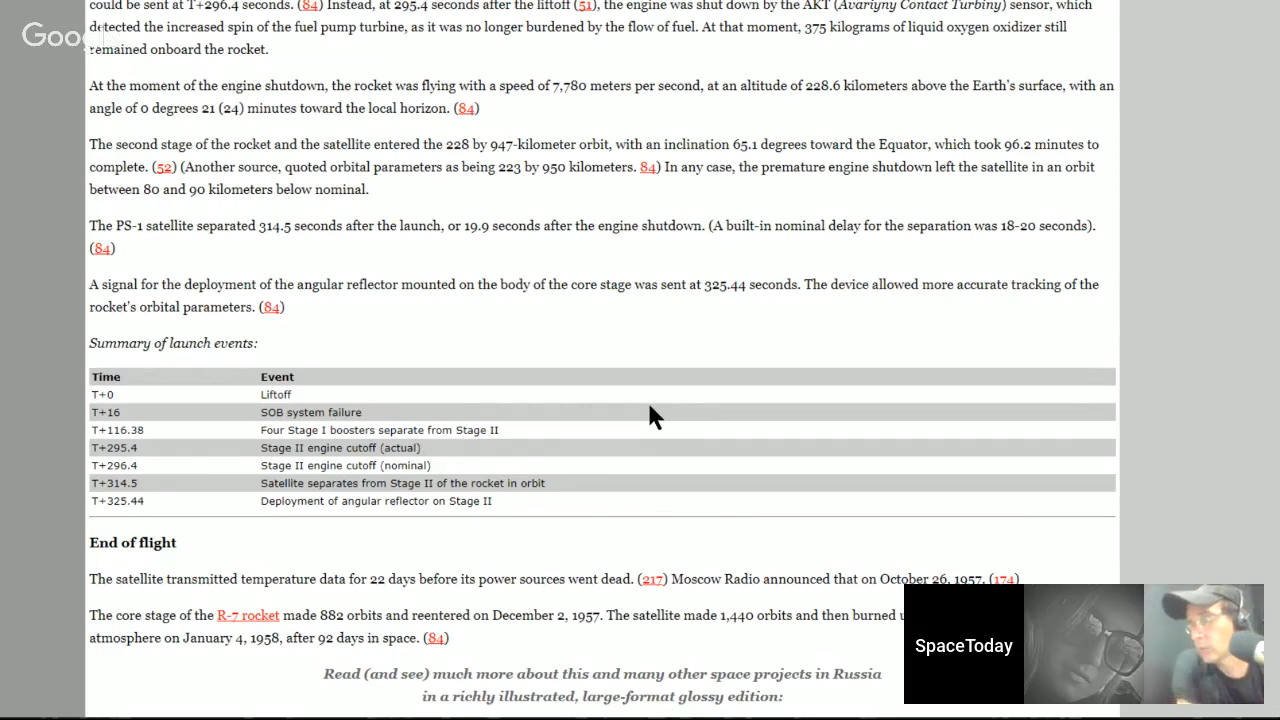 could be sent at T+296.4 seconds. (84) Instead, at 295.4 seconds after the liftoff (51), the engine was shut down by the AKT (Avariyny Contact Turbiny) sensor, which
detected the increased spin of the fuel pump turbine, as it was no longer burdened by the flow of fuel. At that moment, 375 kilograms of liquid oxygen oxidizer still
remained onboard the rocket.
At the moment of the engine shutdown, the rocket was flying with a speed of 7,780 meters per second, at an altitude of 228.6 kilometers above the Earth's surface, with an
angle of 0 degrees 21 (24) minutes toward the local horizon. (84)
The second stage of the rocket and the satellite entered the 228 by 947-kilometer orbit, with an inclination 65.1 degrees toward the Equator, which took 96.2 minutes to
complete. (52) (Another source, quoted orbital parameters as being 223 by 950 kilometers. 84) In any case, the premature engine shutdown left the satellite in an orbit
between 80 and 90 kilometers below nominal.
The PS-1 satellite separated 314.5 seconds after the launch, or 19.9 seconds after the engine shutdown. (A built-in nominal delay for the separation was 18-20 seconds).
(84)
A signal for the deployment of the angular reflector mounted on the body of the core stage was sent at 325.44 seconds. The device allowed more accurate tracking of the
rocket's orbital parameters. (84)
Summary of launch events:
Time Event
T+0 Liftoff
T+16 SOB system failure
T+116.38 Four Stage I boosters separate from Stage II
T+295.4 Stage II engine cutoff (actual)
T+296.4 Stage II engine cutoff (nominal)
T+314.5 Satellite separates from Stage II of the rocket in orbit
T+325.44 Deployment of angular reflector on Stage II
End of flight
The satellite transmitted temperature data for 22 days before its power sources went dead. (217) Moscow Radio announced that on October 26, 1957. (174)
The core stage of the R-7 rocket made 882 orbits and reentered on December 2, 1957. The satellite made 1,440 orbits and then burned
atmosphere on January 4, 1958, after 92 days in space. (84)
SpaceToday
Read (and see) much more about this and many other space projects in Russia
in a richly illustrated, large-format glossy edition: